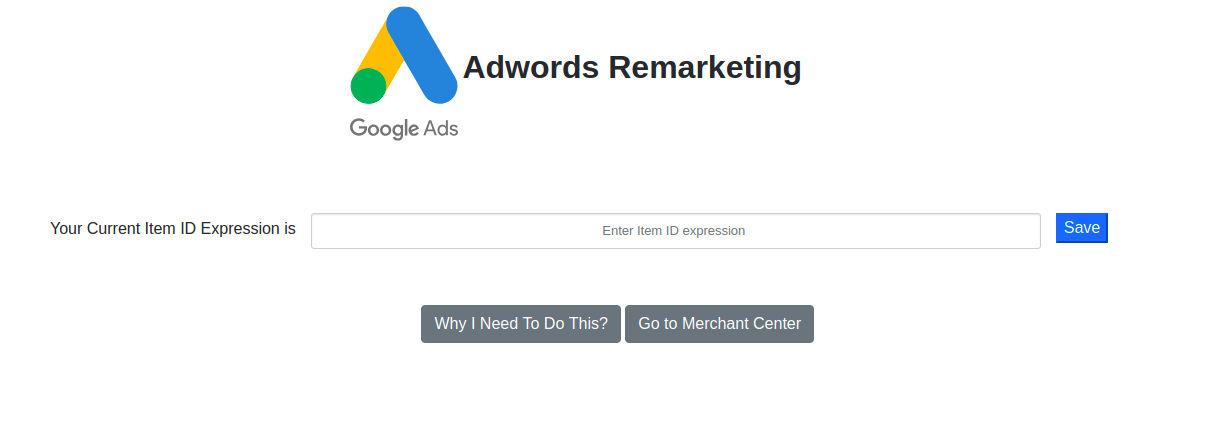 Adwords Remarketing
Google Ads
Your Current Item ID Expression is Enter Item ID expression Save
Why I Need To Do This? Go to Merchant Center